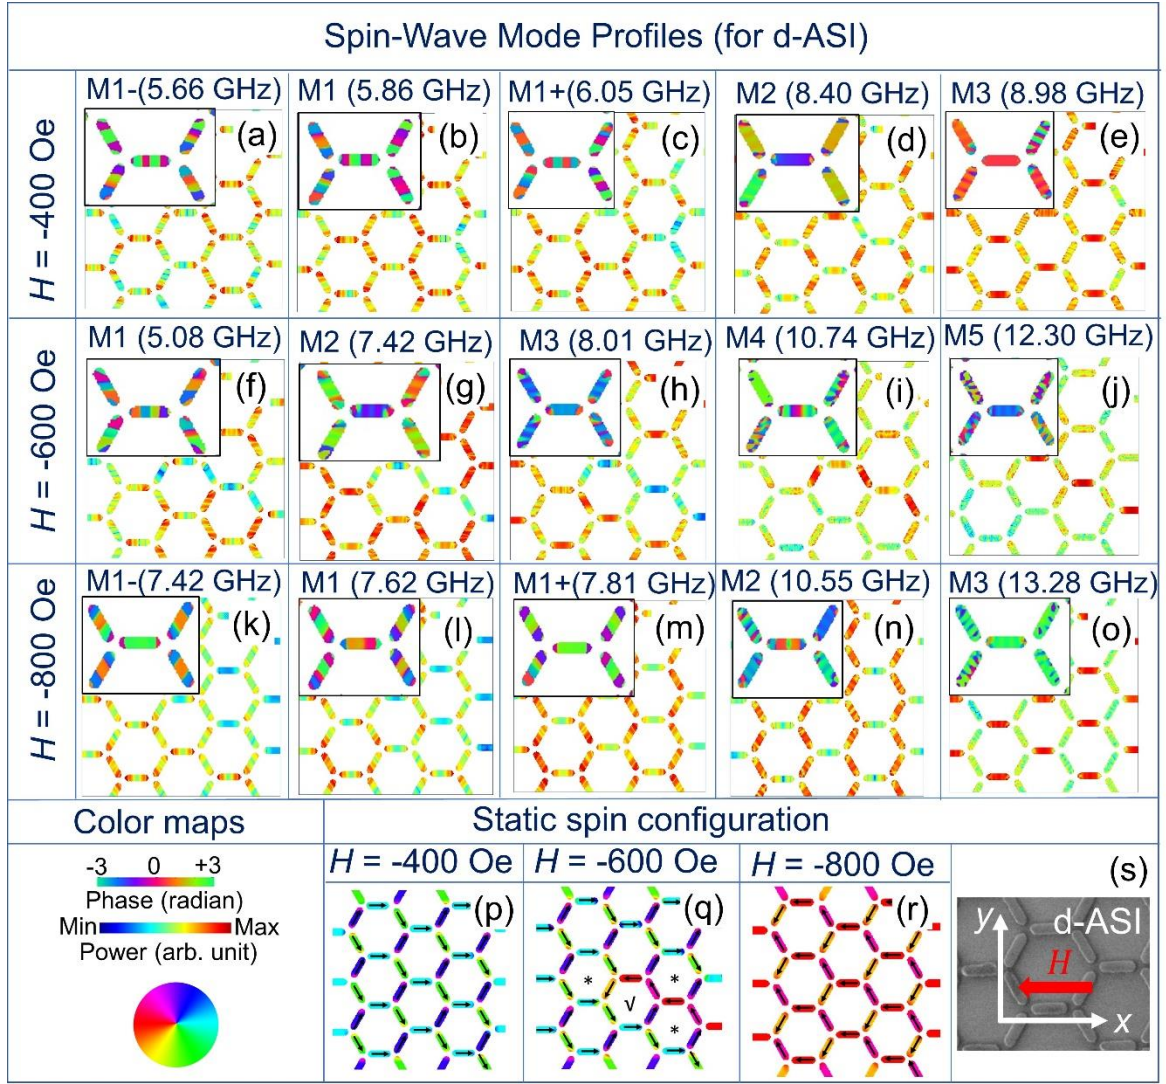 Spin-Wave Mode Profiles (for d-ASI)
H = -400 Oe
M1-(5.66 GHz)
(a)
M1 (5.86 GHz)
(b)
M1+(6.05 GHz)
(c)
M2 (8.40 GHz)
(d)
M3 (8.98 GHz)
(e)
H = -600 Oe
M1 (5.08 GHz)
(f)
M2 (7.42 GHz)
(g)
M3 (8.01 GHz)
(h)
M4 (10.74 GHz)
(i)
M5 (12.30 GHz)
(j)
H = -800 Oe
M1-(7.42 GHz)
(k)
M1 (7.62 GHz)
(l)
M1+(7.81 GHz)
(m)
M2 (10.55 GHz)
(n)
M3 (13.28 GHz)
(o)
Color maps
-3 0 +3
Phase (radian)
Min Max
Power (arb. unit)
Static spin configuration
H = -400 Oe
(p)
H = -600 Oe
(q)
* *
√
*
H = -800 Oe
(r)
(s)
y d-ASI
H
x